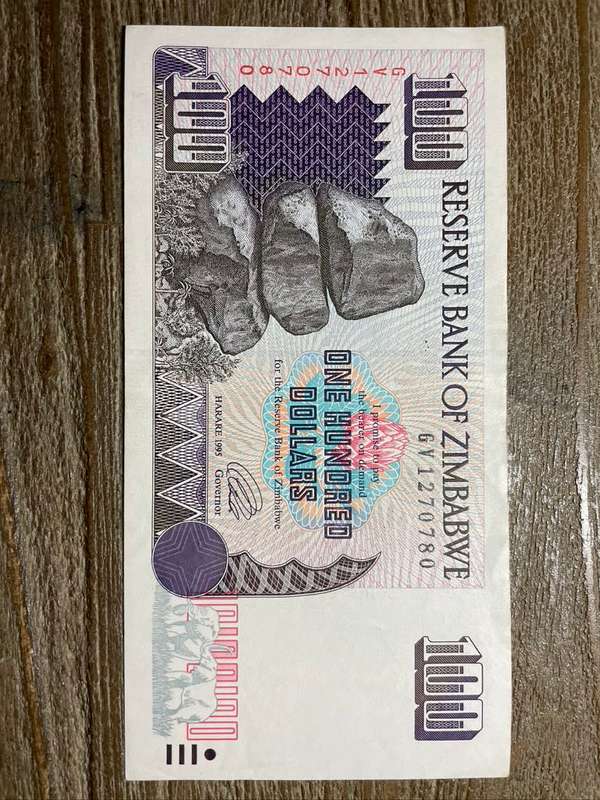 100
RESERVE BANK OF ZIMBABWE
GV1270780
GV1270780
100
I promise to pay
the bearer on demand
ONE HUNDRED
DOLLARS
for the Reserve Bank of Zimbabwe
HARARE 1995 Governor
100
100